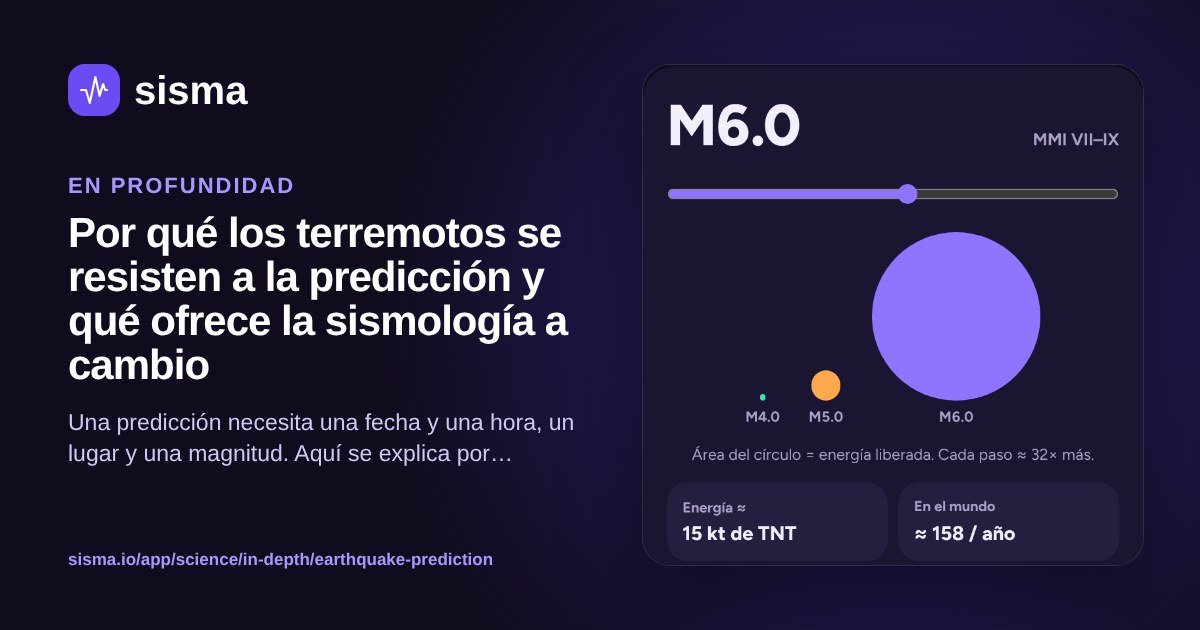 sisma
EN PROFUNDIDAD
Por qué los terremotos se
resisten a la predicción y
qué ofrece la sismología a
cambio
Una predicción necesita una fecha y una hora, un
lugar y una magnitud. Aquí se explica por…
sisma.io/app/science/in-depth/earthquake-prediction
M6.0
MMI VII–IX
M4.0
M5.0
M6.0
Área del círculo = energía liberada. Cada paso ≈ 32× más.
Energía ≈
15 kt de TNT
En el mundo
≈ 158 / año